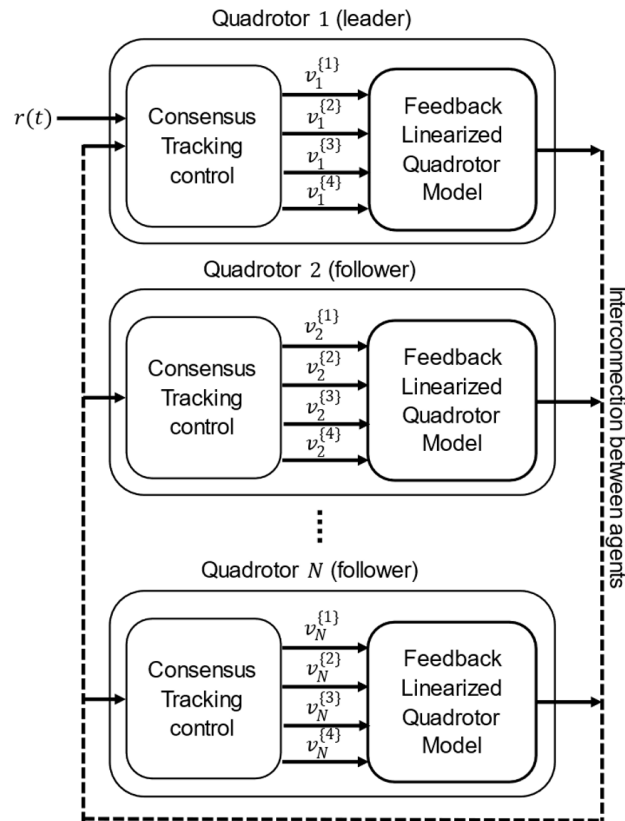 Quadrotor 1 (leader)
r(t)
Consensus
Tracking
control
v_1^{1}
v_1^{2}
v_1^{3}
v_1^{4}
Feedback
Linearized
Quadrotor
Model
Quadrotor 2 (follower)
Consensus
Tracking
control
v_2^{1}
v_2^{2}
v_2^{3}
v_2^{4}
Feedback
Linearized
Quadrotor
Model
Quadrotor N (follower)
Consensus
Tracking
control
v_N^{1}
v_N^{2}
v_N^{3}
v_N^{4}
Feedback
Linearized
Quadrotor
Model
Interconnection between agents